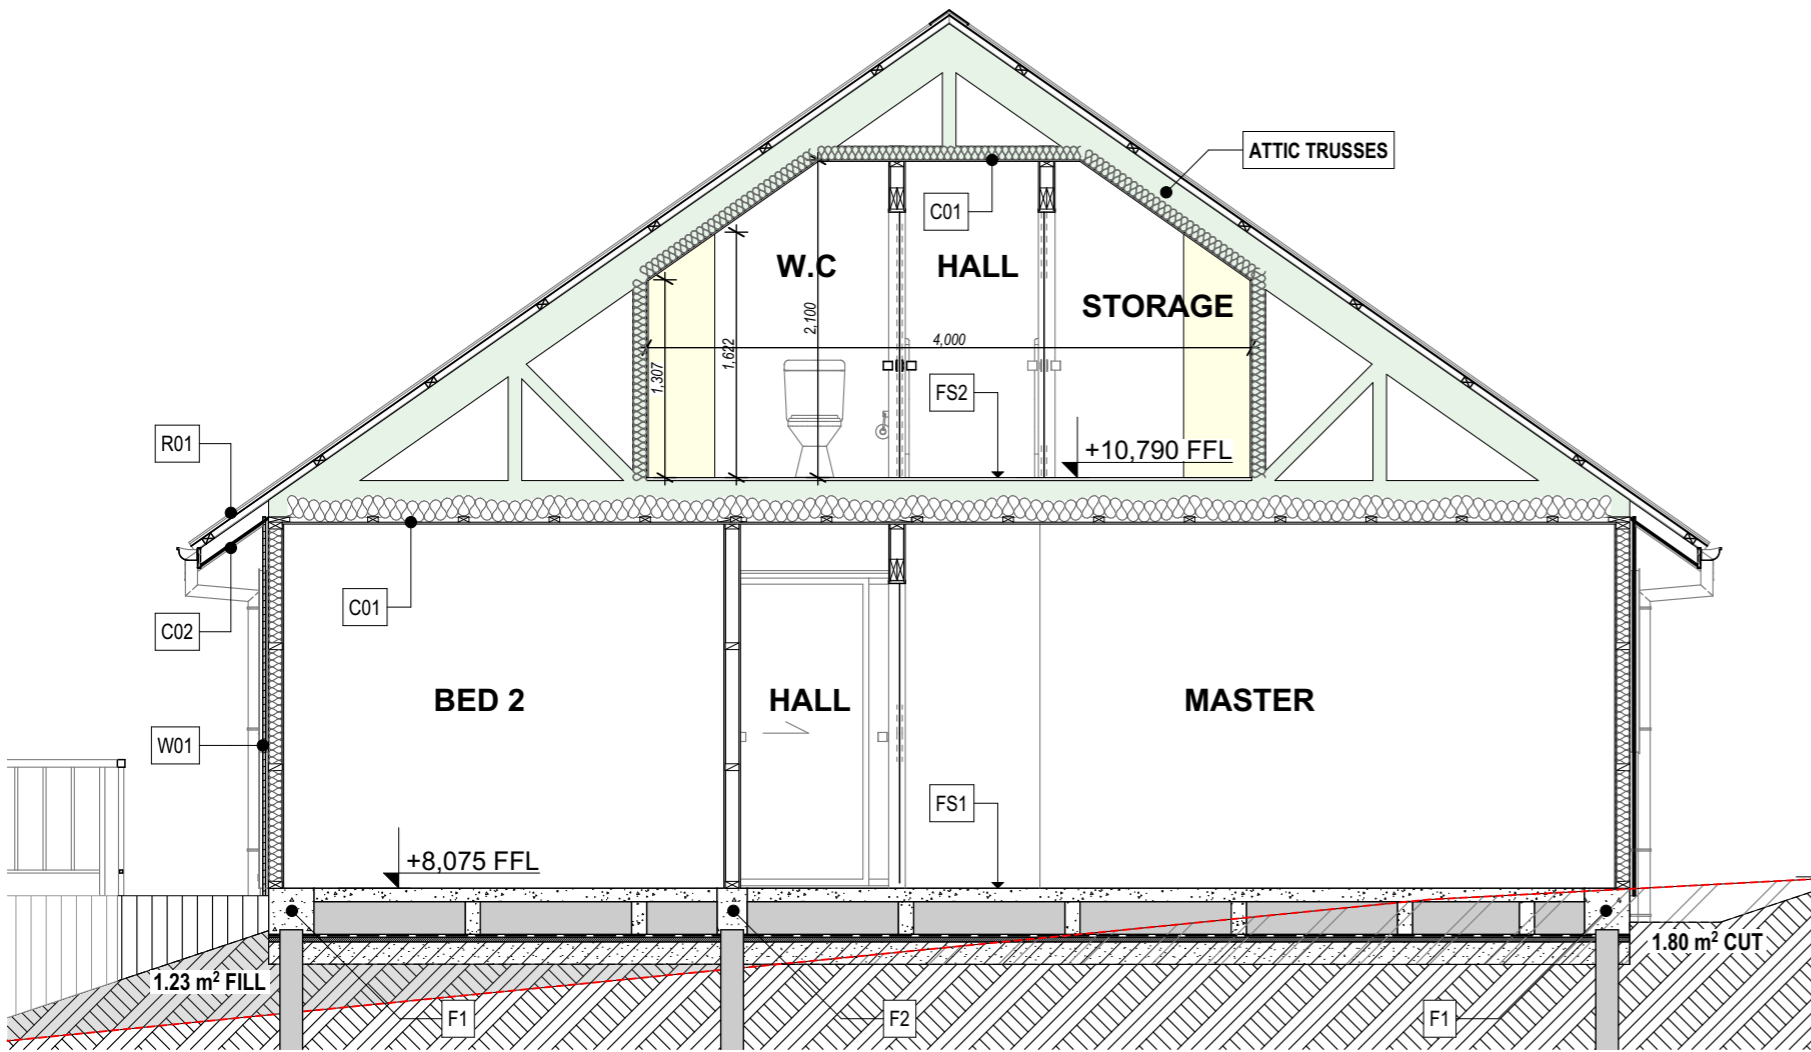 ATTIC TRUSSES
C01
W.C
HALL
STORAGE
2,100
4,000
1,622
1,307
FS2
+10,790 FFL
R01
C01
C02
BED 2
HALL
MASTER
W01
FS1
+8,075 FFL
1.80 m² CUT
1.23 m² FILL
F1
F2
F1